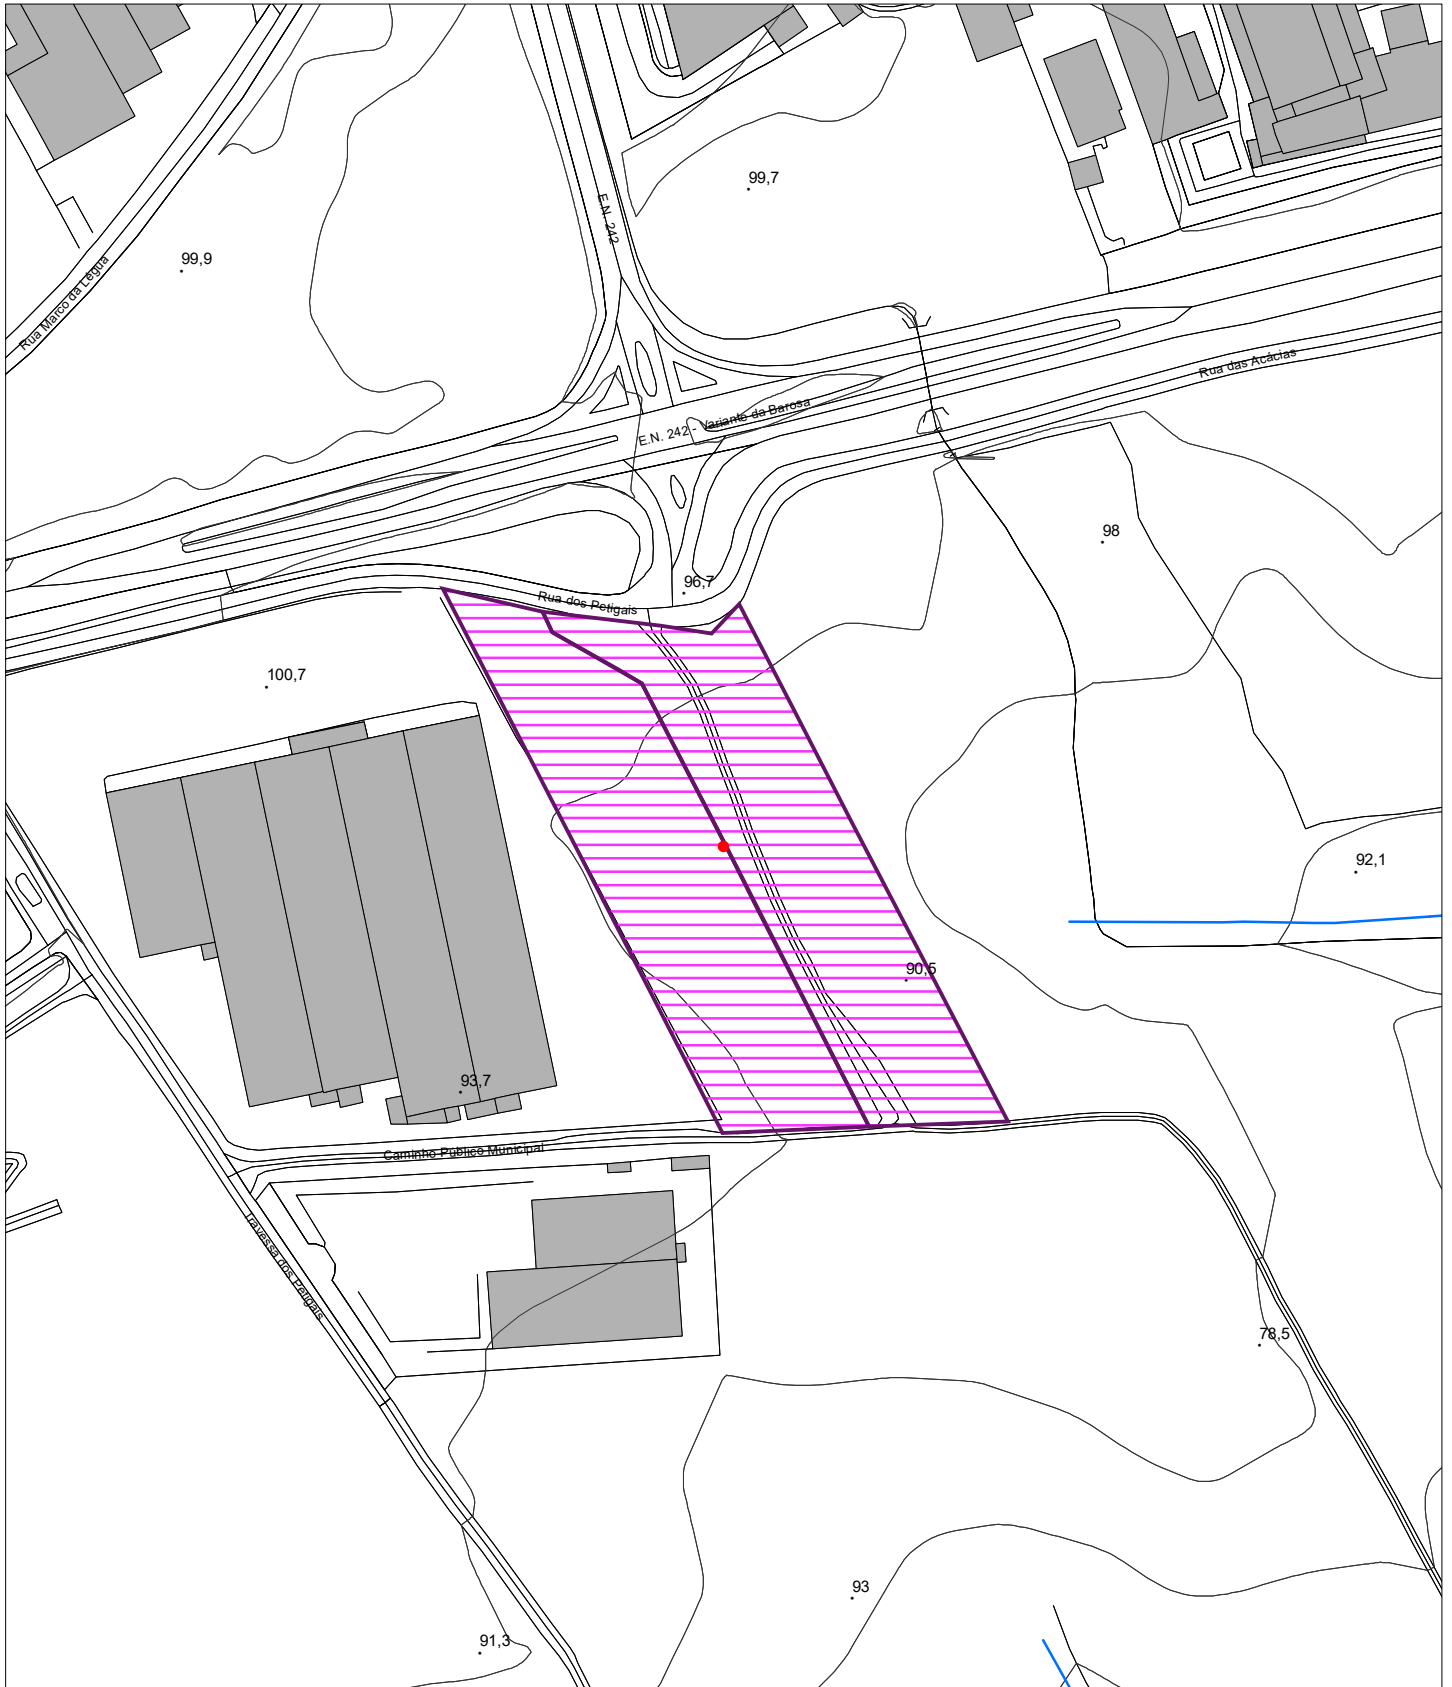 99,7
E.N. 242
99,9
Rua Marco da Légua
Rua das Acácias
E.N. 242 - Variante da Barosa
98
96,7
Rua dos Petigais
100,7
92,1
90,5
93,7
Caminho Público Municipal
Travessa dos Petigais
78,5
93
91,3